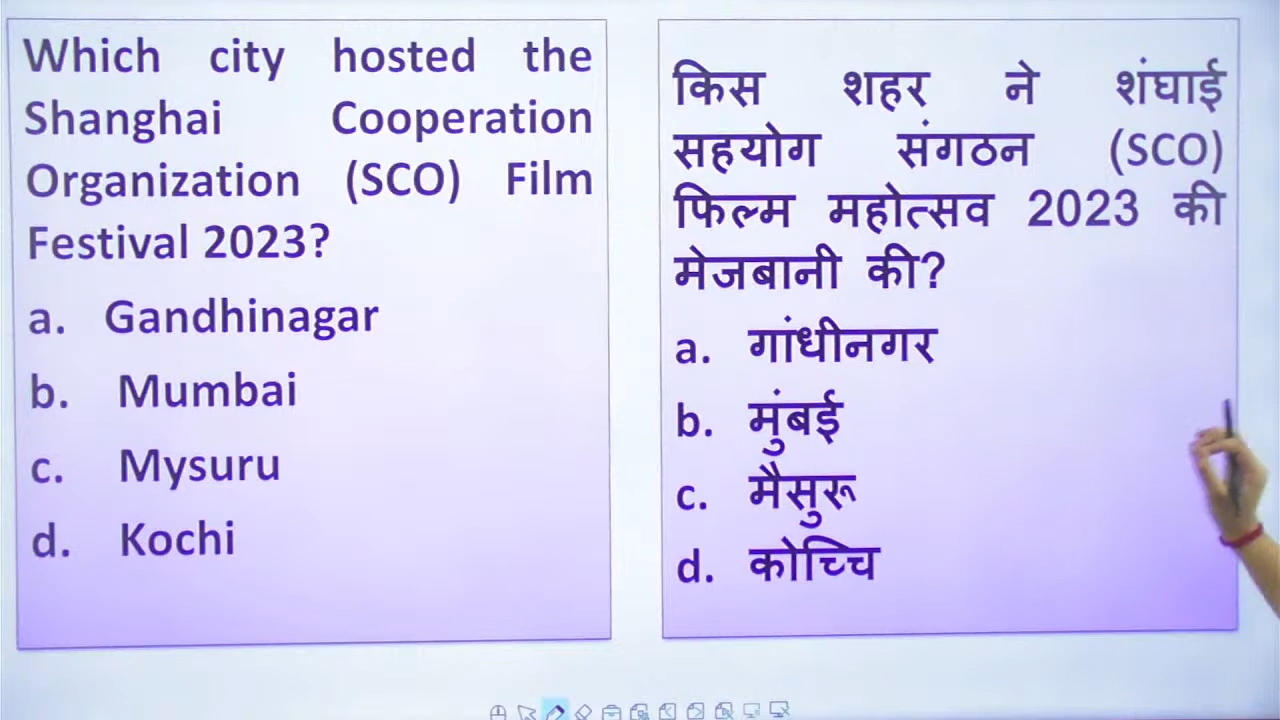 Which city hosted the
Shanghai Cooperation
Organization (SCO) Film
Festival 2023?
a. Gandhinagar
b. Mumbai
c. Mysuru
d. Kochi
किस शहर ने शंघाई
सहयोग संगठन (SCO)
फिल्म महोत्सव 2023 की
मेजबानी की?
a. गांधीनगर
b. मुंबई
c. मैसुरू
d. कोच्चि